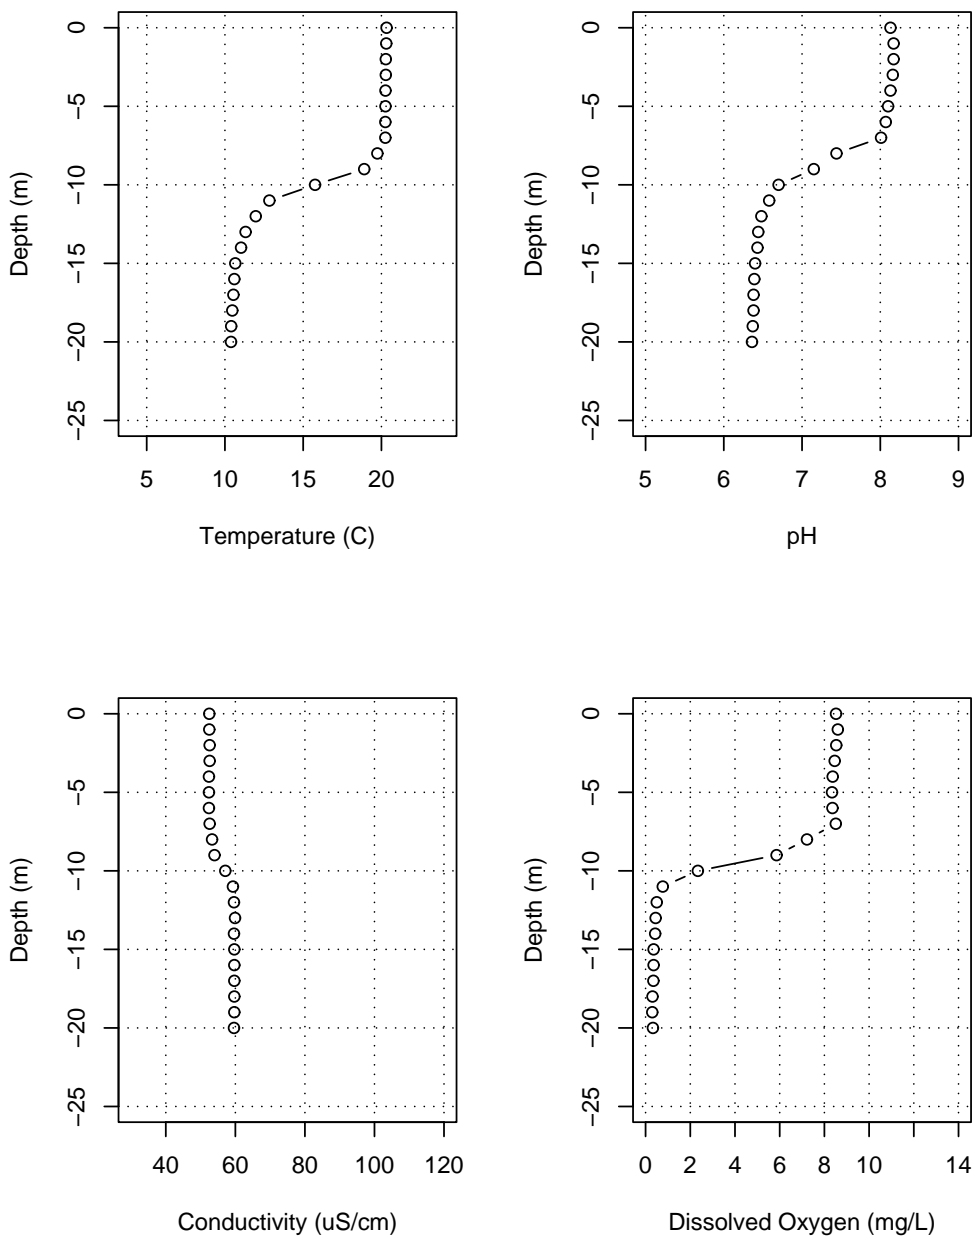 0
−5
−10
−15
−20
−25
Depth (m)
5 10 15 20
Temperature (C)
0
−5
−10
−15
−20
−25
Depth (m)
5 6 7 8 9
pH
0
−5
−10
−15
−20
−25
Depth (m)
40 60 80 100 120
Conductivity (uS/cm)
0
−5
−10
−15
−20
−25
Depth (m)
0 2 4 6 8 10 14
Dissolved Oxygen (mg/L)